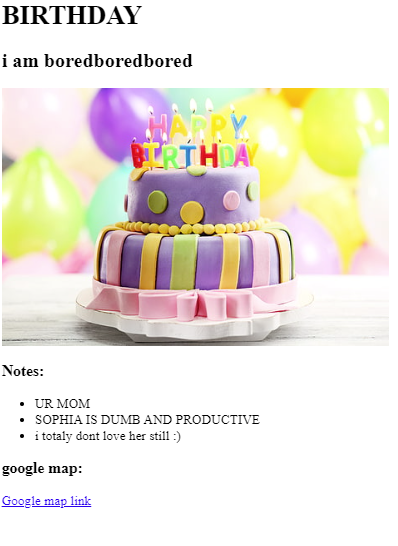 BIRTHDAY
i am boredboredbored
HAPPY
BIRTHDAY
Notes:
UR MOM
SOPHIA IS DUMB AND PRODUCTIVE
i totaly dont love her still :)
google map:
Google map link